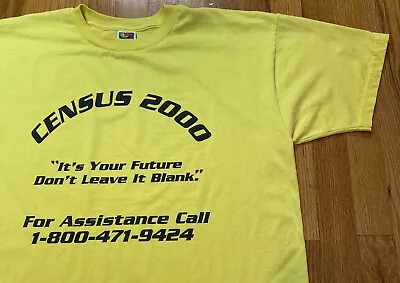 CENSUS 2000
"It's Your Future
Don't Leave It Blank."
For Assistance Call
1-800-471-9424